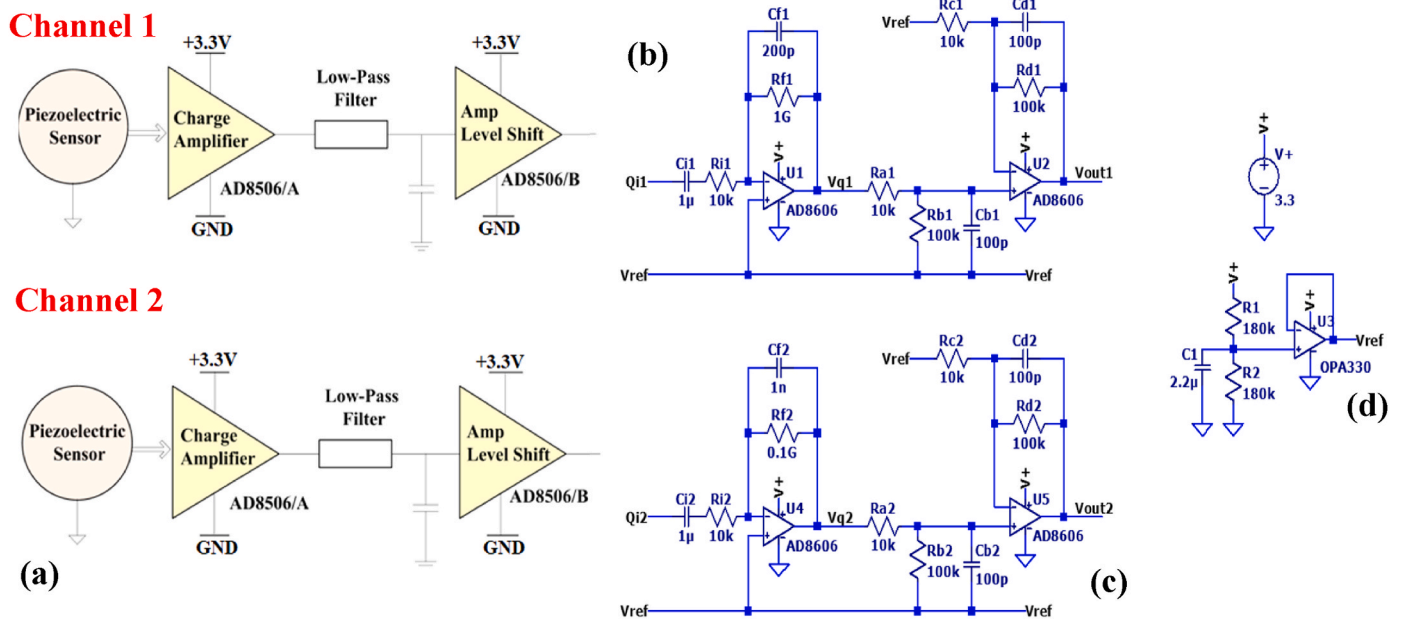 Channel 1
+3.3V
Piezoelectric
Sensor
Charge
Amplifier
AD8506/A
GND
Low-Pass
Filter
+3.3V
Amp
Level Shift
AD8506/B
GND
Channel 2
+3.3V
Piezoelectric
Sensor
Charge
Amplifier
AD8506/A
GND
Low-Pass
Filter
+3.3V
Amp
Level Shift
AD8506/B
GND
(a)
(b)
Cf1
200p
Rf1
1G
Qi1
Ci1
1µ
Ri1
10k
V+
U1
AD8606
Vq1
Ra1
10k
Rb1
100k
Cb1
100p
Vref
Rc1
10k
Cd1
100p
Rd1
100k
V+
U2
AD8606
Vout1
Vref
Vref
Cf2
1n
Rf2
0.1G
Qi2
Ci2
1µ
Ri2
10k
V+
U4
AD8606
Vq2
Ra2
10k
Rb2
100k
Cb2
100p
Vref
Rc2
10k
Cd2
100p
Rd2
100k
V+
U5
AD8606
Vout2
Vref
Vref
(c)
V+
V+
3.3
V+
R1
180k
C1
2.2µ
R2
180k
V+
U3
OPA330
Vref
(d)